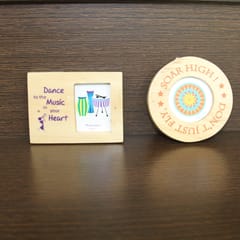 Dance
to the
Music
in
your
Heart
SOAR HIGH!
DON'T JUST FLY,